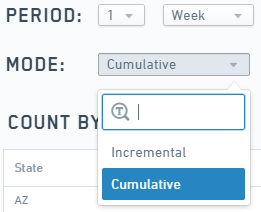 PERIOD: 1 Week
MODE: Cumulative
COUNT BY
Incremental
Cumulative
State
AZ